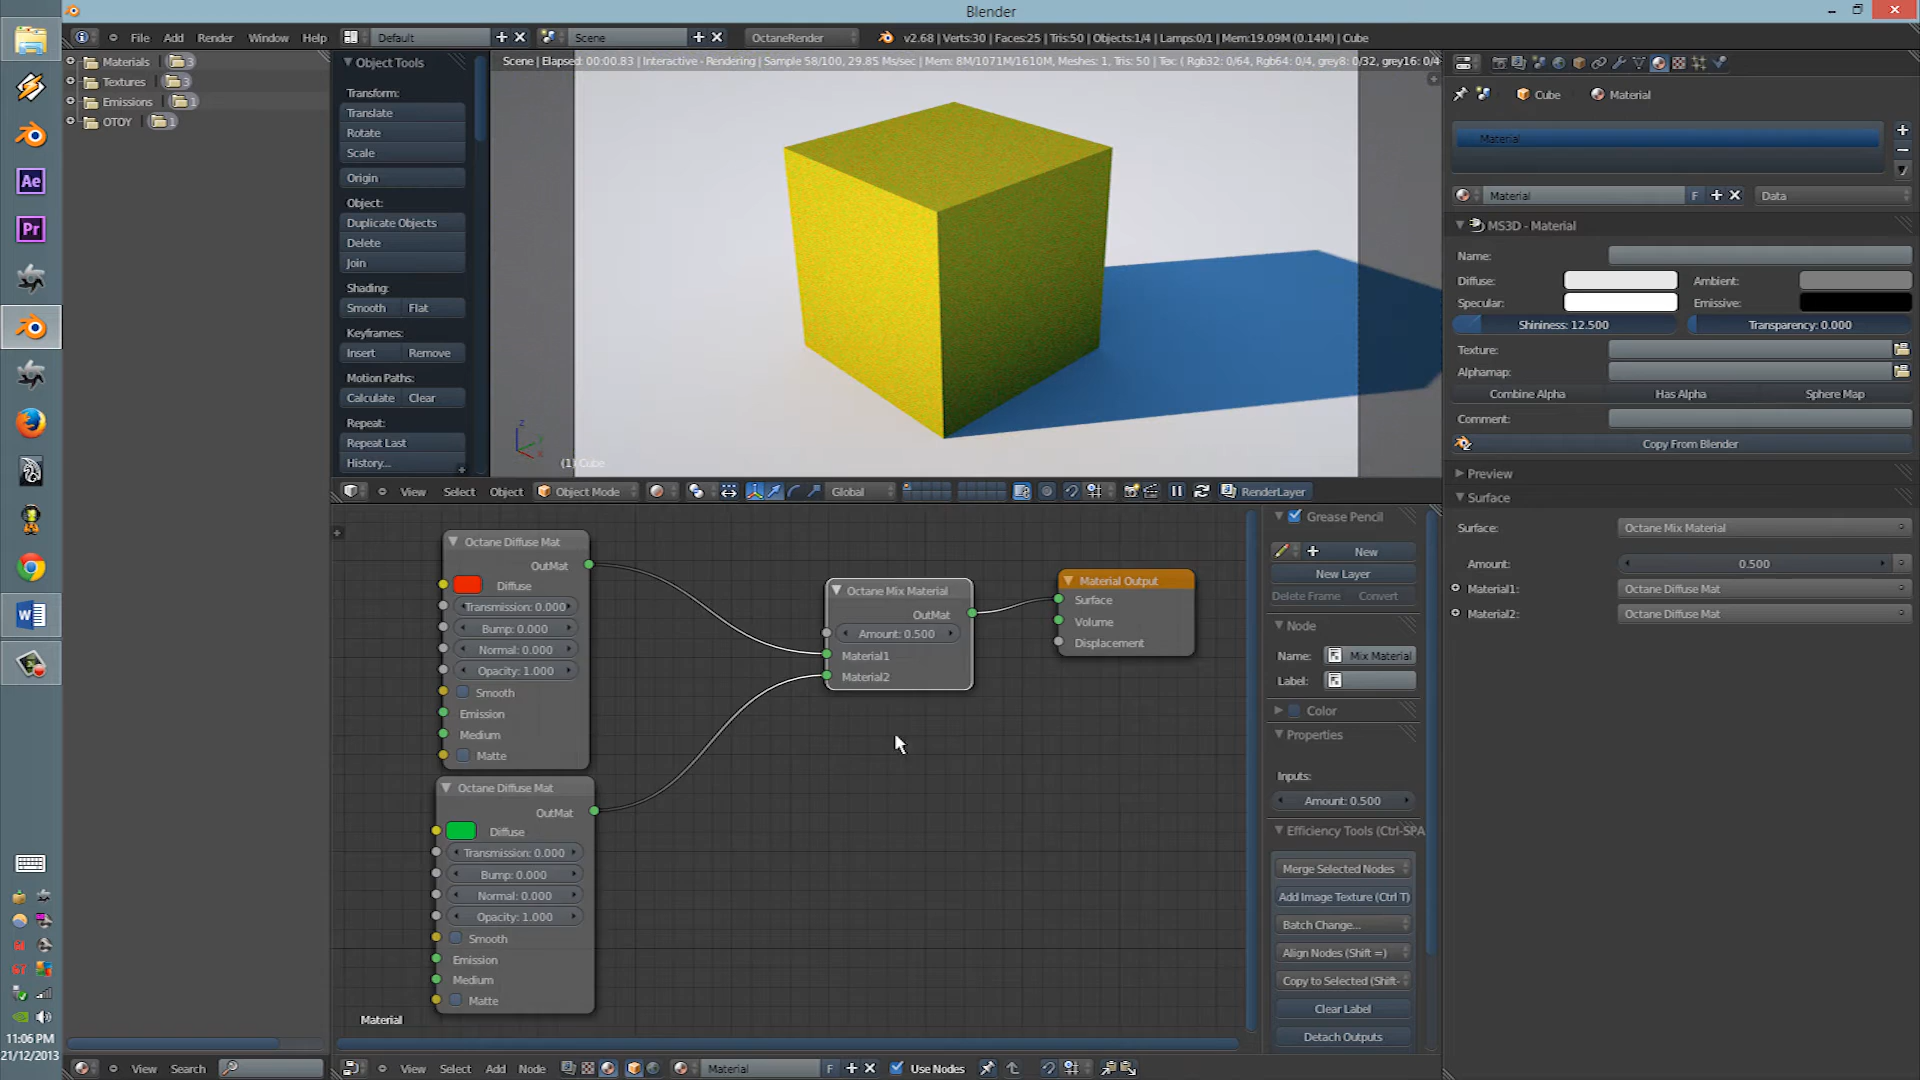 Blender
File Add Render Window Help
Default
Scene
OctaneRender
v2.68 | Verts:30 | Faces:25 | Tris:50 | Objects:1/4 | Lamps:0/1 | Mem:19.09M (0.14M) | Cube
Materials 3
Textures 3
Emissions 1
OTOY 1
Ae
Pr
11:06 PM
21/12/2013
Object Tools
Transform:
Translate
Rotate
Scale
Origin
Object:
Duplicate Objects
Delete
Join
Shading:
Smooth Flat
Keyframes:
Insert Remove
Motion Paths:
Calculate Clear
Repeat:
Repeat Last
History...
Scene | Elapsed: 00:00.83 | Interactive - Rendering | Sample 58/100, 29.85 Ms/sec | Mem: 8M/1071M/1610M, Meshes: 1, Tris: 50 | Tex: ( Rgb32: 0/64, Rgb64: 0/4, grey8: 0/32, grey16: 0/4
(1) Cube
View Select Object Object Mode Global RenderLayer
Octane Diffuse Mat
OutMat
Diffuse
Transmission: 0.000
Bump: 0.000
Normal: 0.000
Opacity: 1.000
Smooth
Emission
Medium
Matte
Octane Diffuse Mat
OutMat
Diffuse
Transmission: 0.000
Bump: 0.000
Normal: 0.000
Opacity: 1.000
Smooth
Emission
Medium
Matte
Material
Octane Mix Material
OutMat
Amount: 0.500
Material1
Material2
Material Output
Surface
Volume
Displacement
Grease Pencil
New
New Layer
Delete Frame Convert
Node
Name: Mix Material
Label:
Color
Properties
Inputs:
Amount: 0.500
Efficiency Tools (Ctrl-SPA
Merge Selected Nodes
Add Image Texture (Ctrl T)
Batch Change...
Align Nodes (Shift =)
Copy to Selected (Shift-
Clear Label
Detach Outputs
Cube Material
Material
Material F Data
MS3D - Material
Name:
Diffuse: Ambient:
Specular: Emissive:
Shininess: 12.500 Transparency: 0.000
Texture:
Alphamap:
Combine Alpha Has Alpha Sphere Map
Comment:
Copy From Blender
Preview
Surface
Surface: Octane Mix Material
Amount: 0.500
Material1: Octane Diffuse Mat
Material2: Octane Diffuse Mat
View Search
View Select Add Node Material F Use Nodes